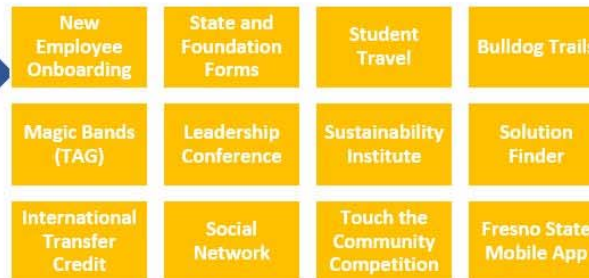 New
Employee
Onboarding
State and
Foundation
Forms
Student
Travel
Bulldog Trails
Magic Bands
(TAG)
Leadership
Conference
Sustainability
Institute
Solution
Finder
International
Transfer
Credit
Social
Network
Touch the
Community
Competition
Fresno State
Mobile App